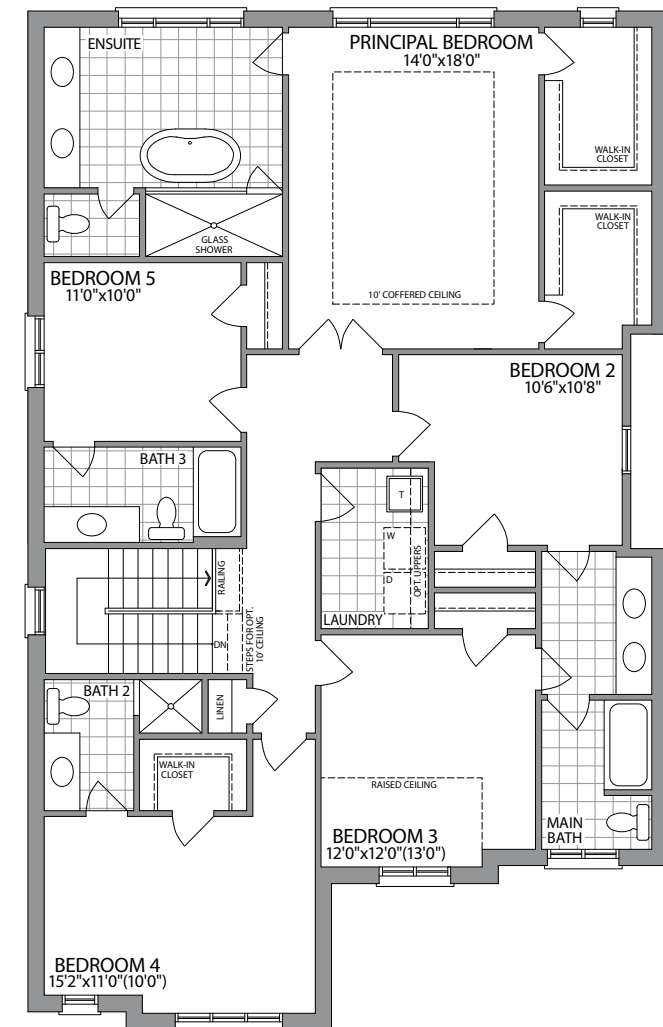 ENSUITE
PRINCIPAL BEDROOM
14'0"x18'0"
WALK-IN
CLOSET
WALK-IN
CLOSET
GLASS
SHOWER
10' COFFERED CEILING
BEDROOM 5
11'0"x10'0"
BEDROOM 2
10'6"x10'8"
BATH 3
T
W
D
OPT. UPPERS
LAUNDRY
RAILING
DN
STEPS FOR OPT.
10' CEILING
BATH 2
LINEN
WALK-IN
CLOSET
RAISED CEILING
BEDROOM 3
12'0"x12'0"(13'0")
MAIN
BATH
BEDROOM 4
15'2"x11'0"(10'0")